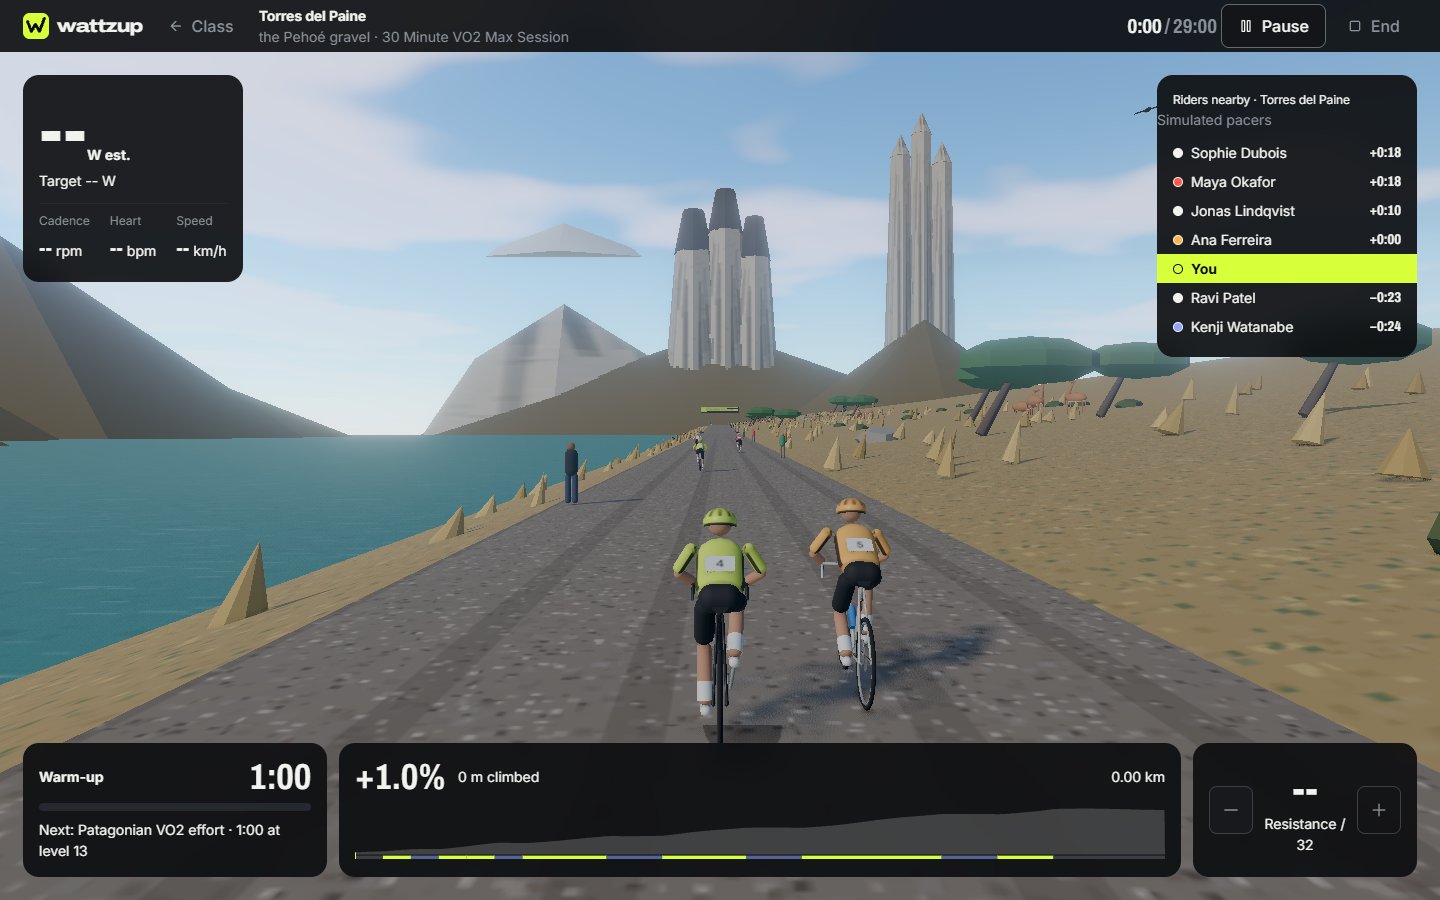 wattzup
Class
Torres del Paine
the Pehoé gravel · 30 Minute VO2 Max Session
0:00 / 29:00
Pause
End
-- W est.
Target -- W
Cadence Heart Speed
-- rpm -- bpm -- km/h
Riders nearby · Torres del Paine
Simulated pacers
Sophie Dubois +0:18
Maya Okafor +0:18
Jonas Lindqvist +0:10
Ana Ferreira +0:00
You
Ravi Patel −0:23
Kenji Watanabe −0:24
4
5
Warm-up 1:00
Next: Patagonian VO2 effort · 1:00 at
level 13
+1.0% 0 m climbed 0.00 km
--
Resistance /
32